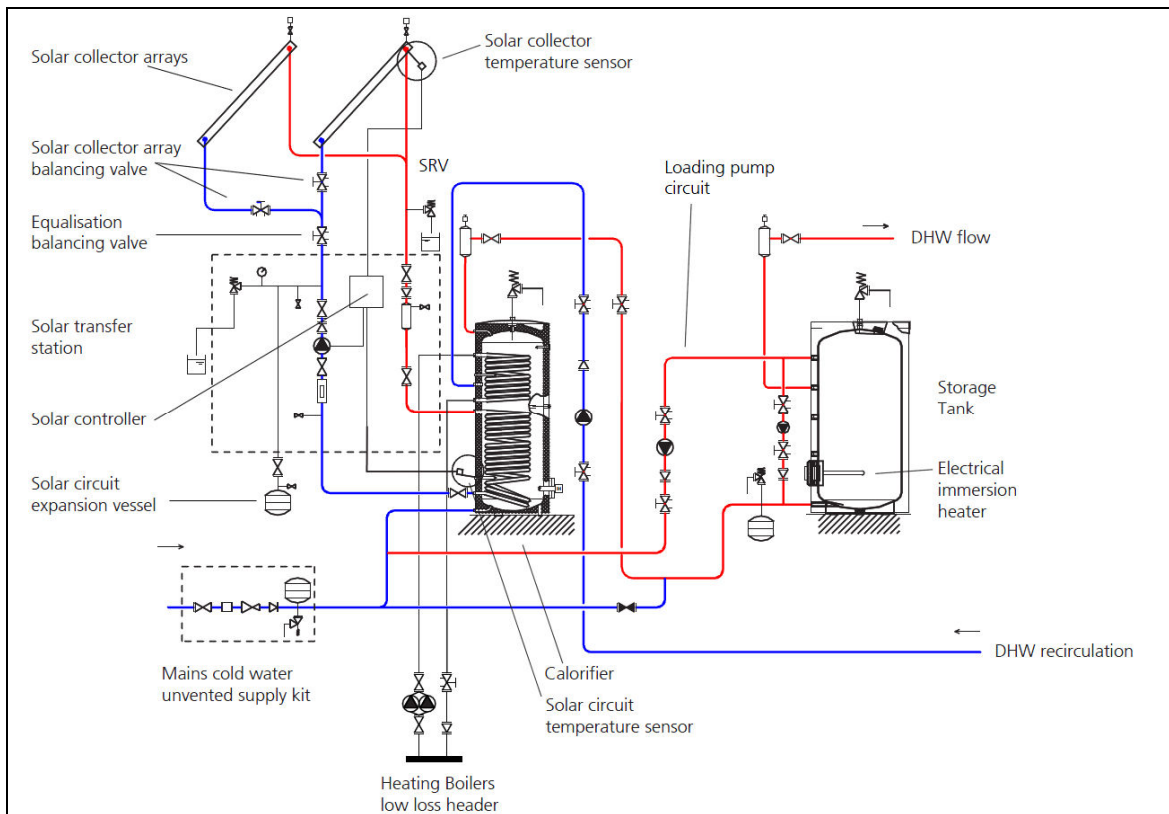 Solar collector arrays
Solar collector
temperature sensor
Solar collector array
balancing valve
SRV
Loading pump
circuit
Equalisation
balancing valve
DHW flow
Solar transfer
station
Storage
Tank
Solar controller
Electrical
immersion
heater
Solar circuit
expansion vessel
Mains cold water
unvented supply kit
Calorifier
DHW recirculation
Solar circuit
temperature sensor
Heating Boilers
low loss header